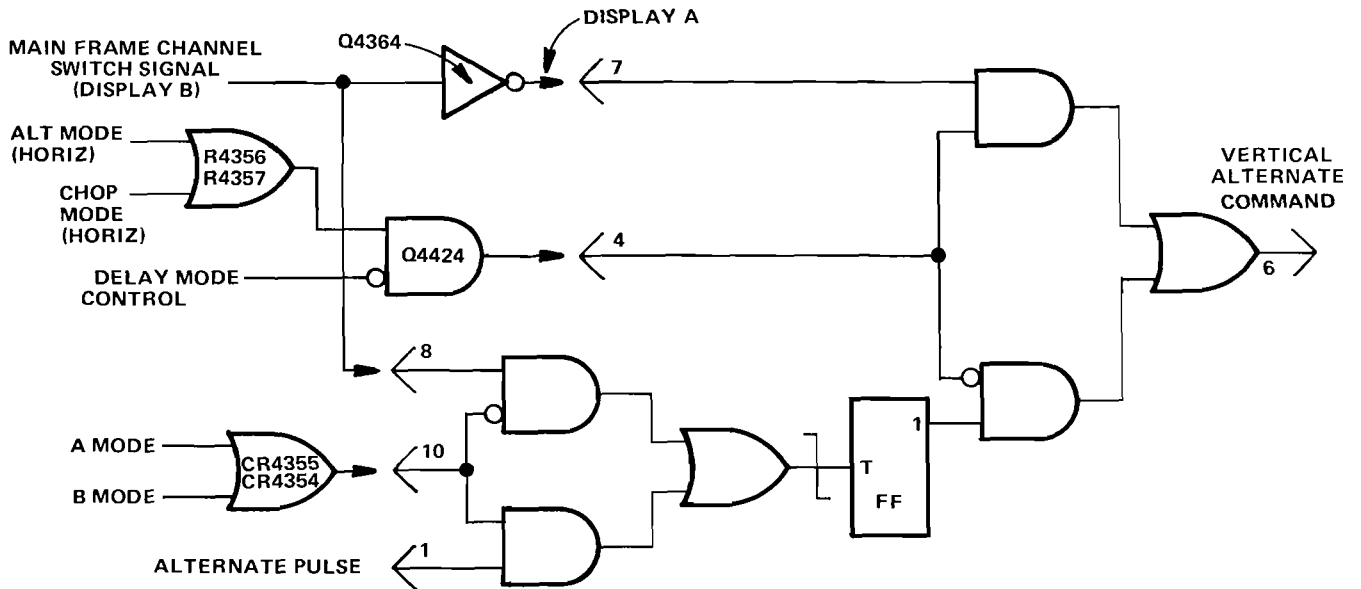 DISPLAY A
Q4364
MAIN FRAME CHANNEL
SWITCH SIGNAL
(DISPLAY B)
7
ALT MODE
(HORIZ)
R4356
R4357
CHOP
MODE
(HORIZ)
VERTICAL
ALTERNATE
COMMAND
Q4424
4
6
DELAY MODE
CONTROL
8
1
A MODE
CR4355
CR4354
10
T
B MODE
FF
1
ALTERNATE PULSE